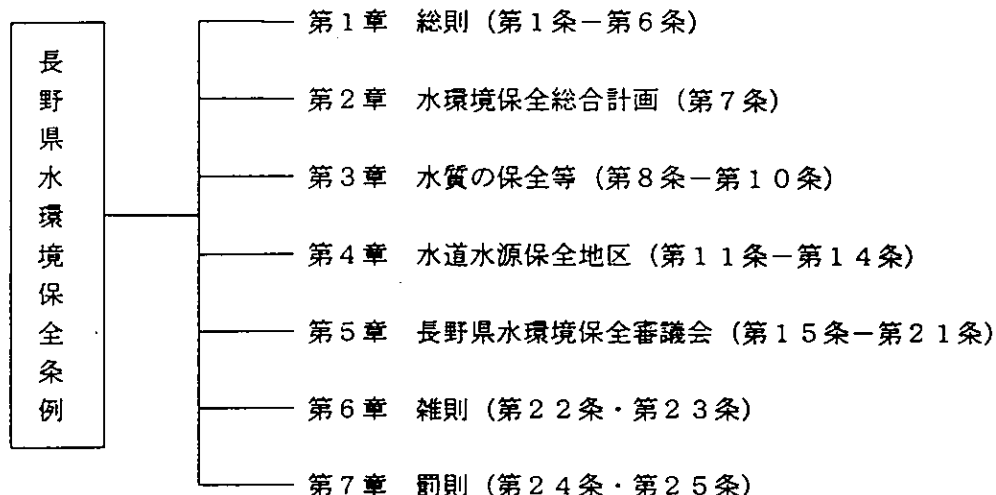 長野県水環境保全条例
第１章　総則（第１条－第６条）
第２章　水環境保全総合計画（第７条）
第３章　水質の保全等（第８条－第１０条）
第４章　水道水源保全地区（第１１条－第１４条）
第５章　長野県水環境保全審議会（第１５条－第２１条）
第６章　雑則（第２２条・第２３条）
第７章　罰則（第２４条・第２５条）